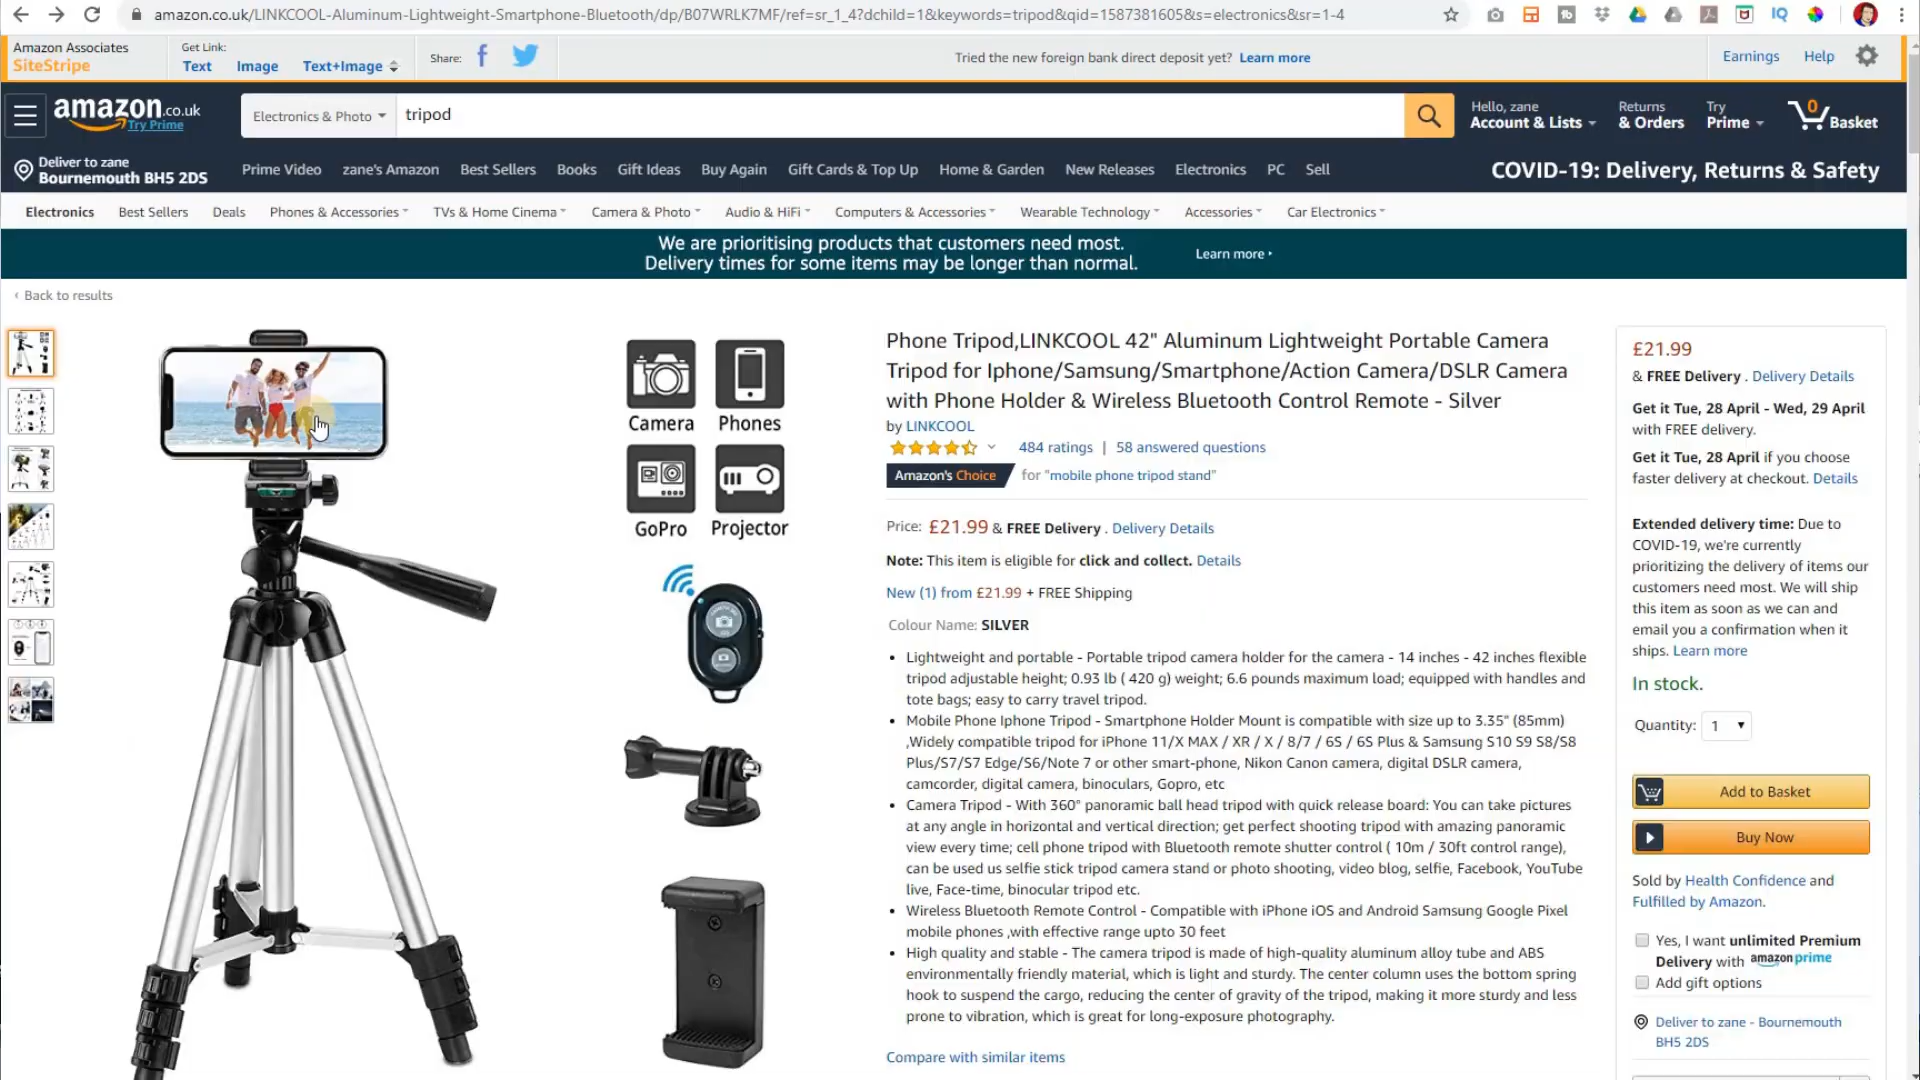 amazon.co.uk/LINKCOOL-Aluminum-Lightweight-Smartphone-Bluetooth/dp/B07WRLK7MF/ref=sr_1_4?dchild=1&keywords=tripod&qid=1587381605&s=electronics&sr=1-4
Amazon Associates
SiteStripe
Get Link:
Text
Image
Text+Image
Share:
Tried the new foreign bank direct deposit yet? Learn more
Earnings
Help
amazon.co.uk
Try Prime
Electronics & Photo
tripod
Hello, zane
Account & Lists
Returns
& Orders
Try
Prime
0
Basket
Deliver to zane
Bournemouth BH5 2DS
Prime Video
zane's Amazon
Best Sellers
Books
Gift Ideas
Buy Again
Gift Cards & Top Up
Home & Garden
New Releases
Electronics
PC
Sell
COVID-19: Delivery, Returns & Safety
Electronics
Best Sellers
Deals
Phones & Accessories
TVs & Home Cinema
Camera & Photo
Audio & HiFi
Computers & Accessories
Wearable Technology
Accessories
Car Electronics
We are prioritising products that customers need most.
Delivery times for some items may be longer than normal.
Learn more
‹ Back to results
Camera
Phones
GoPro
Projector
Phone Tripod,LINKCOOL 42" Aluminum Lightweight Portable Camera
Tripod for Iphone/Samsung/Smartphone/Action Camera/DSLR Camera
with Phone Holder & Wireless Bluetooth Control Remote - Silver
by LINKCOOL
484 ratings | 58 answered questions
Amazon's Choice for "mobile phone tripod stand"
Price: £21.99 & FREE Delivery . Delivery Details
Note: This item is eligible for click and collect. Details
New (1) from £21.99 + FREE Shipping
Colour Name: SILVER
• Lightweight and portable - Portable tripod camera holder for the camera - 14 inches - 42 inches flexible
tripod adjustable height; 0.93 lb ( 420 g) weight; 6.6 pounds maximum load; equipped with handles and
tote bags; easy to carry travel tripod.
• Mobile Phone Iphone Tripod - Smartphone Holder Mount is compatible with size up to 3.35" (85mm)
,Widely compatible tripod for iPhone 11/X MAX / XR / X / 8/7 / 6S / 6S Plus & Samsung S10 S9 S8/S8
Plus/S7/S7 Edge/S6/Note 7 or other smart-phone, Nikon Canon camera, digital DSLR camera,
camcorder, digital camera, binoculars, Gopro, etc
• Camera Tripod - With 360° panoramic ball head tripod with quick release board: You can take pictures
at any angle in horizontal and vertical direction; get perfect shooting tripod with amazing panoramic
view every time; cell phone tripod with Bluetooth remote shutter control ( 10m / 30ft control range),
can be used us selfie stick tripod camera stand or photo shooting, video blog, selfie, Facebook, YouTube
live, Face-time, binocular tripod etc.
• Wireless Bluetooth Remote Control - Compatible with iPhone iOS and Android Samsung Google Pixel
mobile phones ,with effective range upto 30 feet
• High quality and stable - The camera tripod is made of high-quality aluminum alloy tube and ABS
environmentally friendly material, which is light and sturdy. The center column uses the bottom spring
hook to suspend the cargo, reducing the center of gravity of the tripod, making it more sturdy and less
prone to vibration, which is great for long-exposure photography.
Compare with similar items
£21.99
& FREE Delivery . Delivery Details
Get it Tue, 28 April - Wed, 29 April
with FREE delivery.
Get it Tue, 28 April if you choose
faster delivery at checkout. Details
Extended delivery time: Due to
COVID-19, we're currently
prioritizing the delivery of items our
customers need most. We will ship
this item as soon as we can and
email you a confirmation when it
ships. Learn more
In stock.
Quantity: 1
Add to Basket
Buy Now
Sold by Health Confidence and
Fulfilled by Amazon.
Yes, I want unlimited Premium
Delivery with amazon prime
Add gift options
Deliver to zane - Bournemouth
BH5 2DS